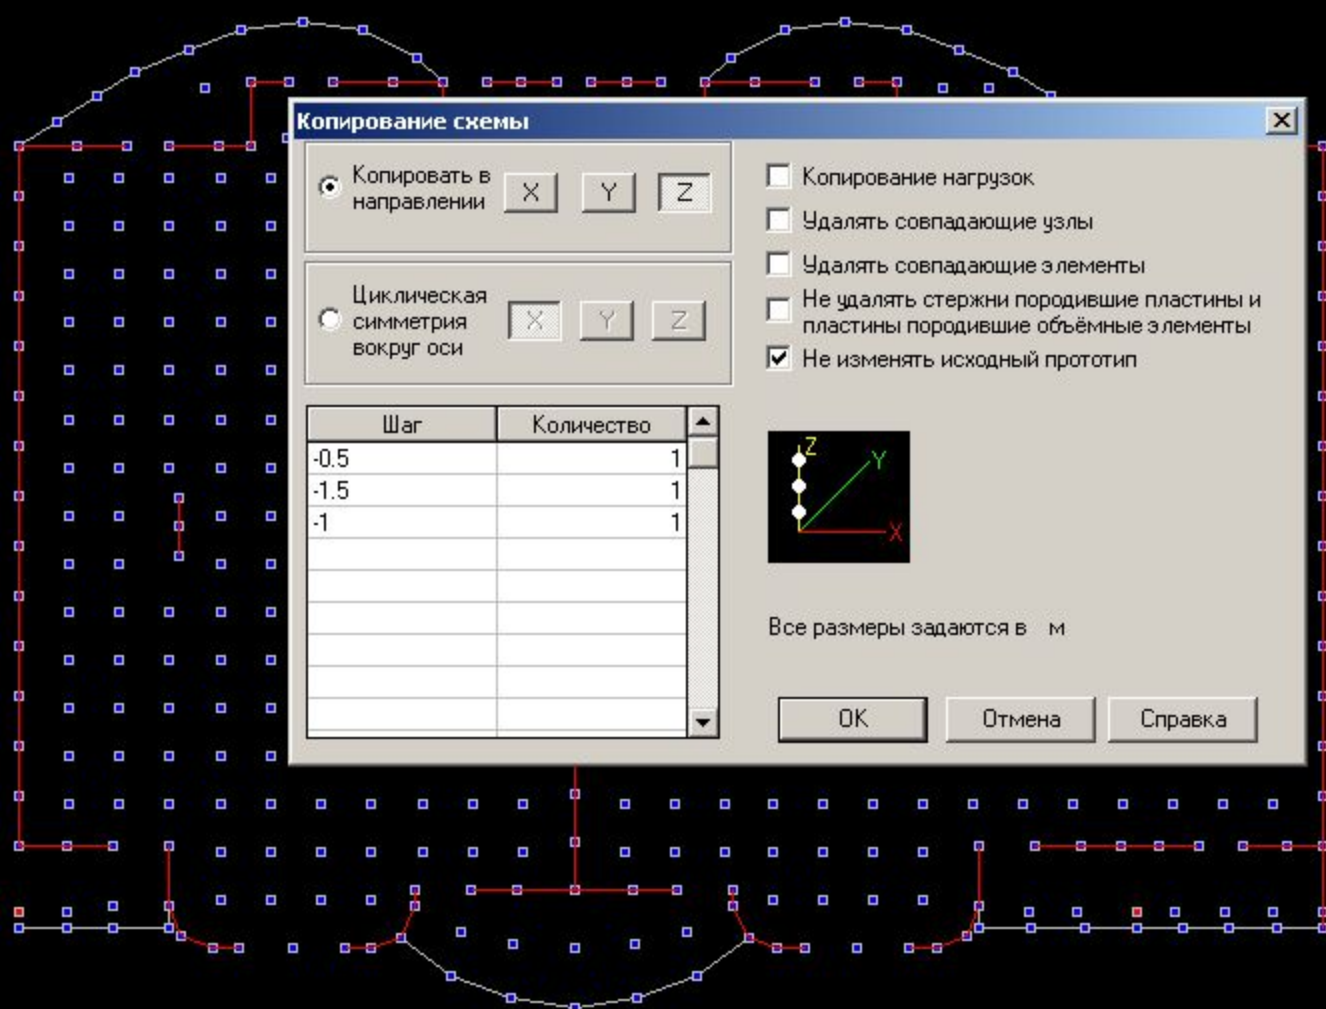 Копирование схемы
Копировать в
направлении
X Y Z
Циклическая
симметрия
вокруг оси
X Y Z
Копирование нагрузок
Удалять совпадающие узлы
Удалять совпадающие элементы
Не удалять стержни породившие пластины и
пластины породившие объёмные элементы
Не изменять исходный прототип
Шаг Количество
-0.5 1
-1.5 1
-1 1
Z
Y
X
Все размеры задаются в м
OK Отмена Справка